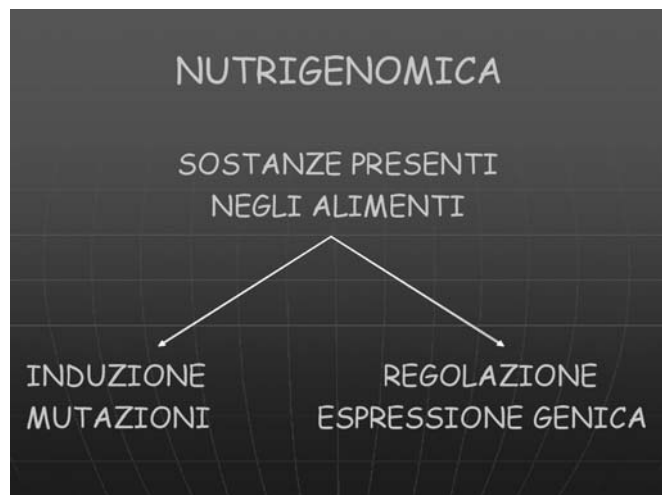 NUTRIGENOMICA
SOSTANZE PRESENTI
NEGLI ALIMENTI
INDUZIONE
MUTAZIONI
REGOLAZIONE
ESPRESSIONE GENICA